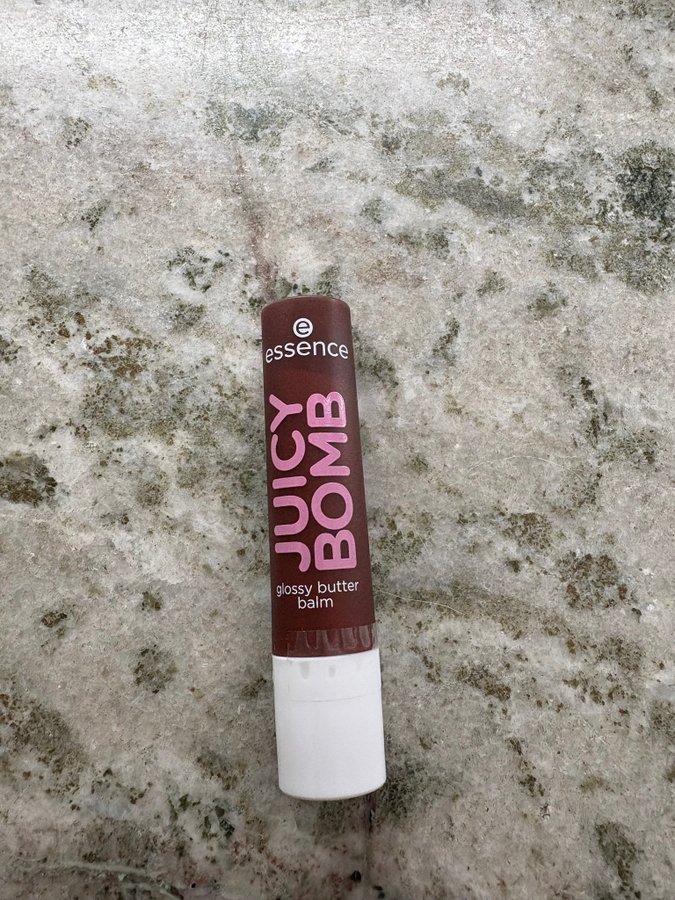 e
essence
JUICY
BOMB
glossy butter
balm